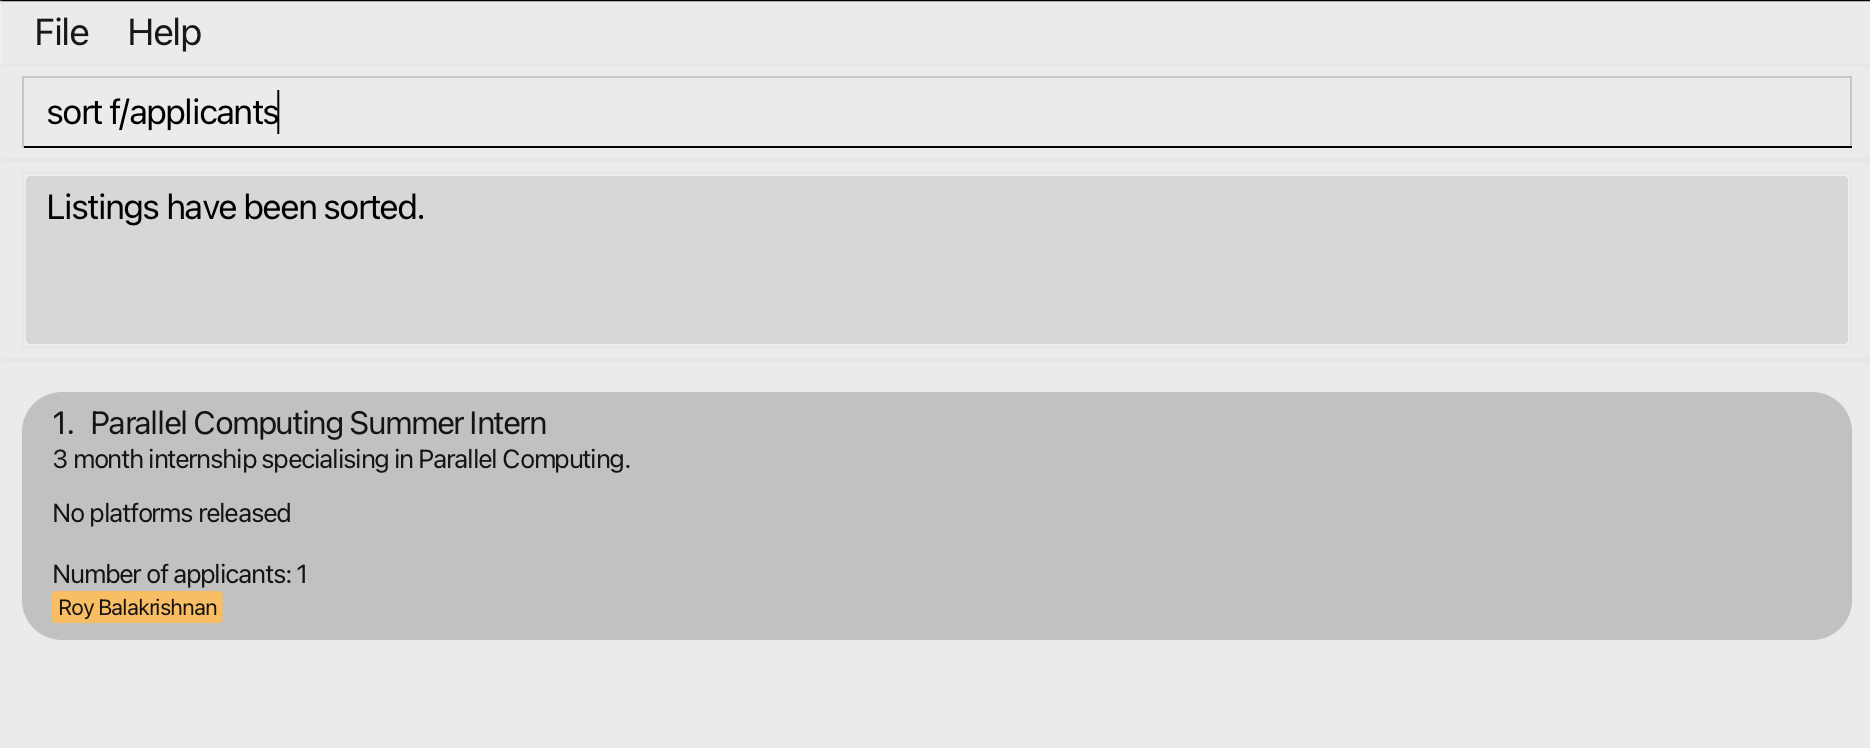 File Help
sort f/applicants
Listings have been sorted.
1. Parallel Computing Summer Intern
3 month internship specialising in Parallel Computing.
No platforms released
Number of applicants: 1
Roy Balakrishnan